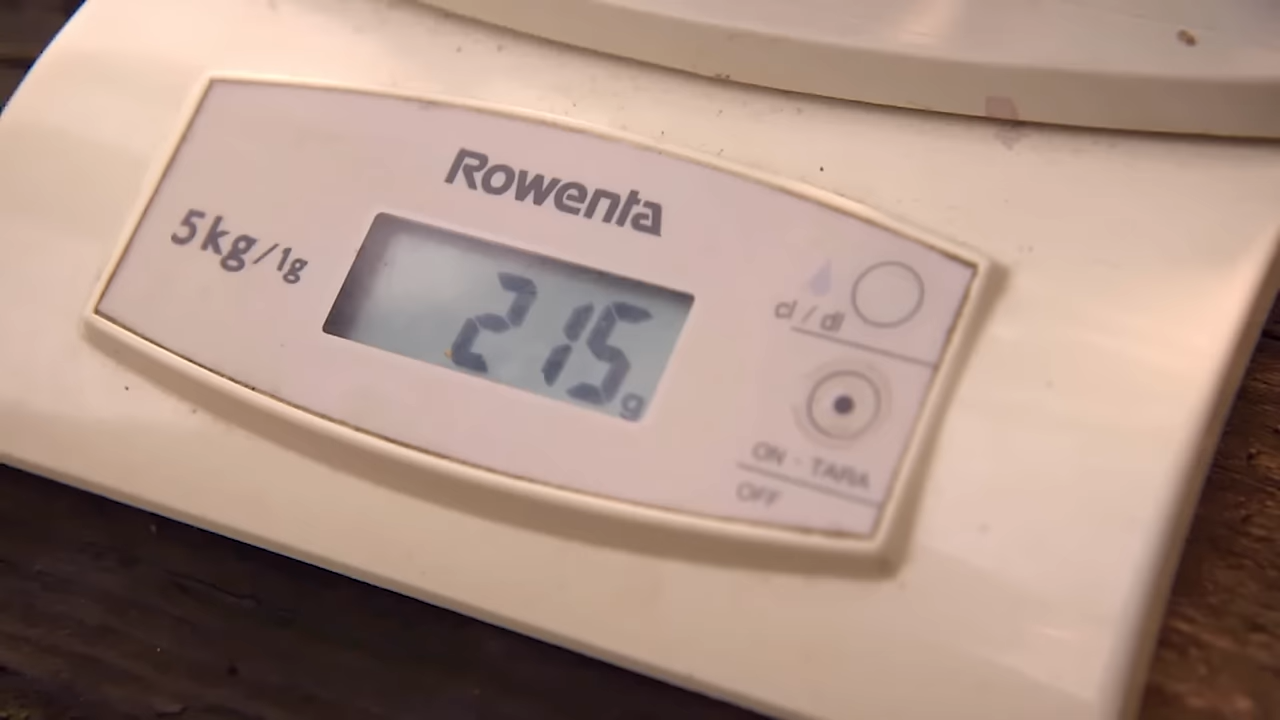 Rowenta
5kg/1g
215g
cl / dl
ON - TARA
OFF